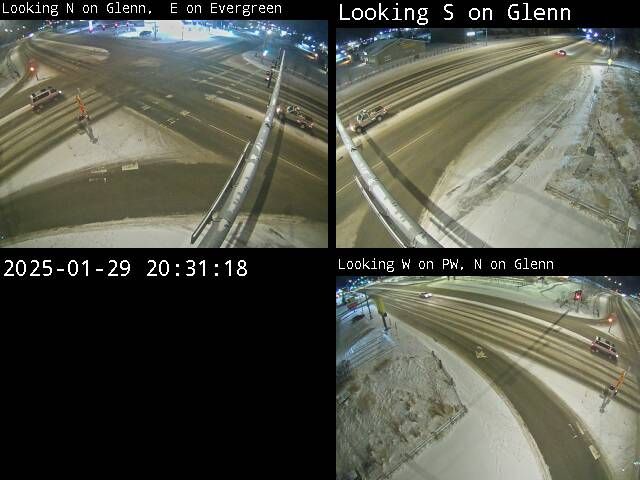 Looking N on Glenn,  E on Evergreen
Looking S on Glenn
2025-01-29 20:31:18
Looking W on PW, N on Glenn